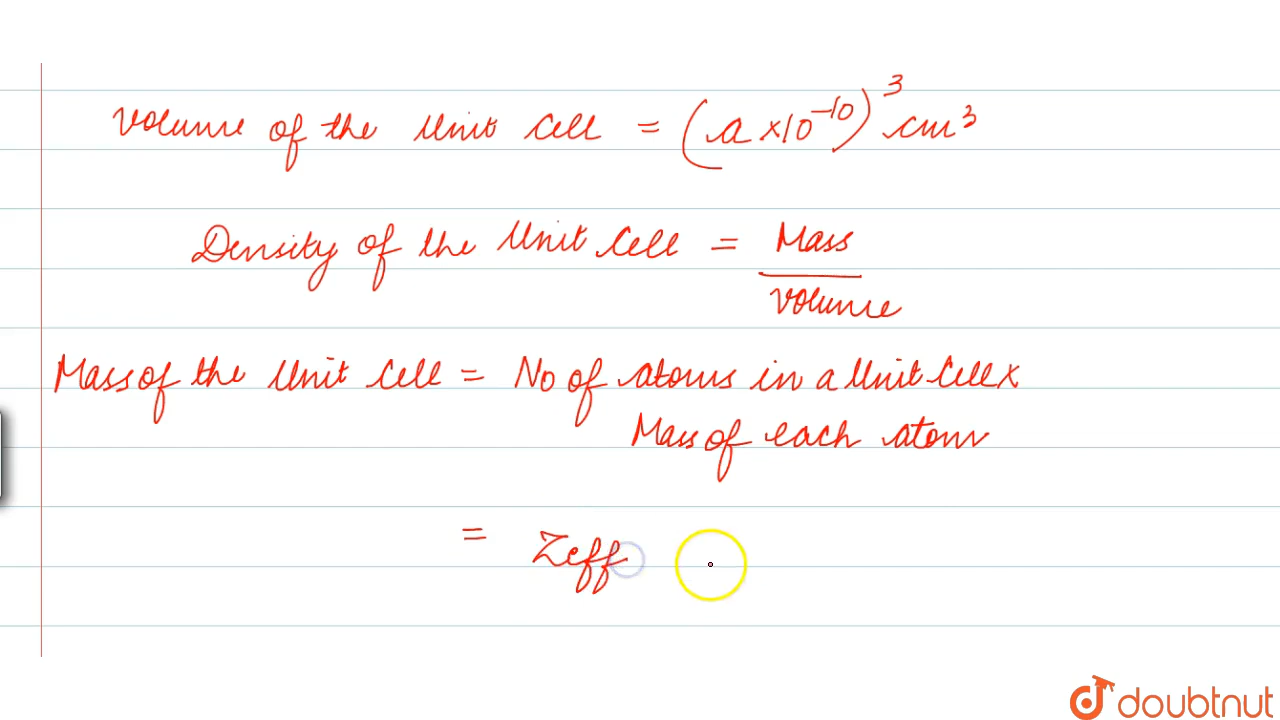 Volume of the Unit Cell = (a×10⁻¹⁰)³ cm³
Density of the Unit Cell = Mass
Volume
Mass of the Unit Cell = No of atoms in a Unit Cell ×
Mass of each atom
= Zeff
doubtnut